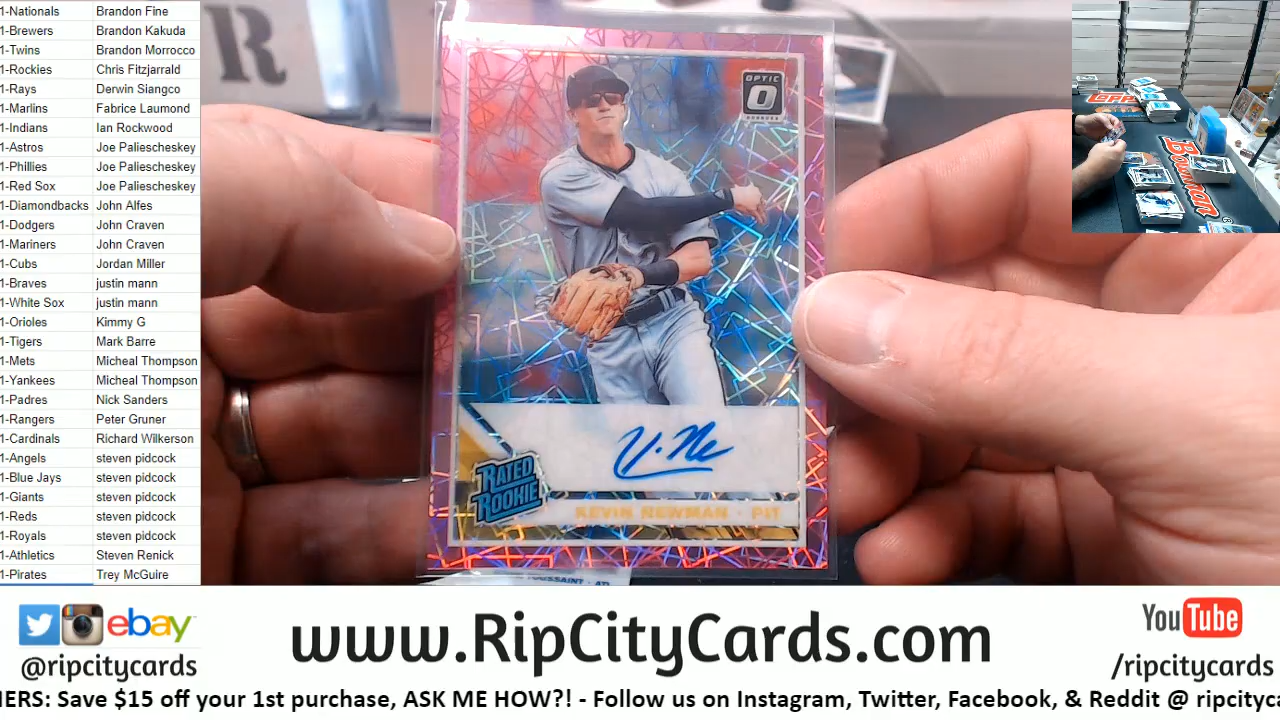 1-Nationals Brandon Fine
1-Brewers Brandon Kakuda
1-Twins Brandon Morrocco
1-Rockies Chris Fitzjarrald
1-Rays Derwin Siangco
1-Marlins Fabrice Laumond
1-Indians Ian Rockwood
1-Astros Joe Paliescheskey
1-Phillies Joe Paliescheskey
1-Red Sox Joe Paliescheskey
1-Diamondbacks John Alfes
1-Dodgers John Craven
1-Mariners John Craven
1-Cubs Jordan Miller
1-Braves justin mann
1-White Sox justin mann
1-Orioles Kimmy G
1-Tigers Mark Barre
1-Mets Micheal Thompson
1-Yankees Micheal Thompson
1-Padres Nick Sanders
1-Rangers Peter Gruner
1-Cardinals Richard Wilkerson
1-Angels steven pidcock
1-Blue Jays steven pidcock
1-Giants steven pidcock
1-Reds steven pidcock
1-Royals steven pidcock
1-Athletics Steven Renick
1-Pirates Trey McGuire
R
OPTIC
O
DONRUSS
RATED
ROOKIE
KEVIN NEWMAN · PIT
TOUSSAINT · ATL
TOPPS
Bowman
ebay
@ripcitycards
www.RipCityCards.com
YouTube
/ripcitycards
IERS: Save $15 off your 1st purchase, ASK ME HOW?! - Follow us on Instagram, Twitter, Facebook, & Reddit @ ripcityca